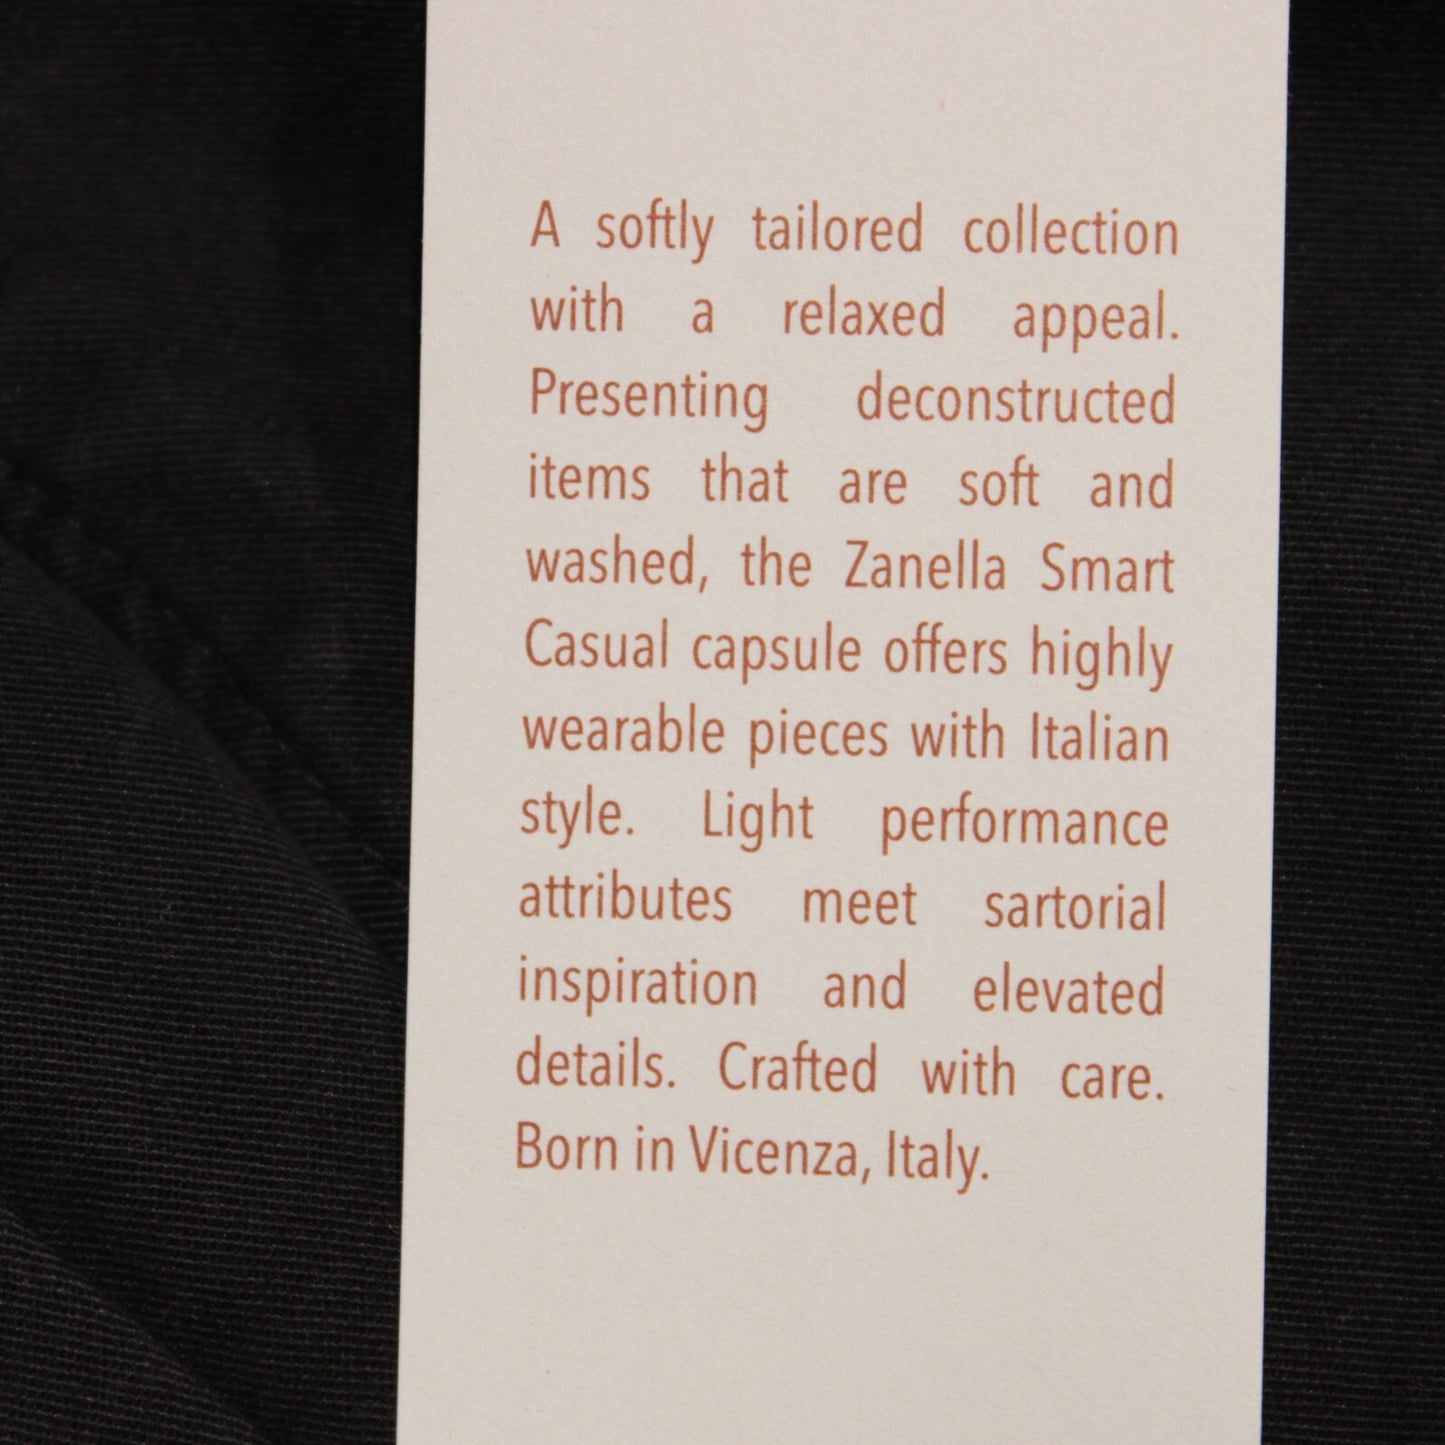 A softly tailored collection
with a relaxed appeal.
Presenting deconstructed
items that are soft and
washed, the Zanella Smart
Casual capsule offers highly
wearable pieces with Italian
style. Light performance
attributes meet sartorial
inspiration and elevated
details. Crafted with care.
Born in Vicenza, Italy.